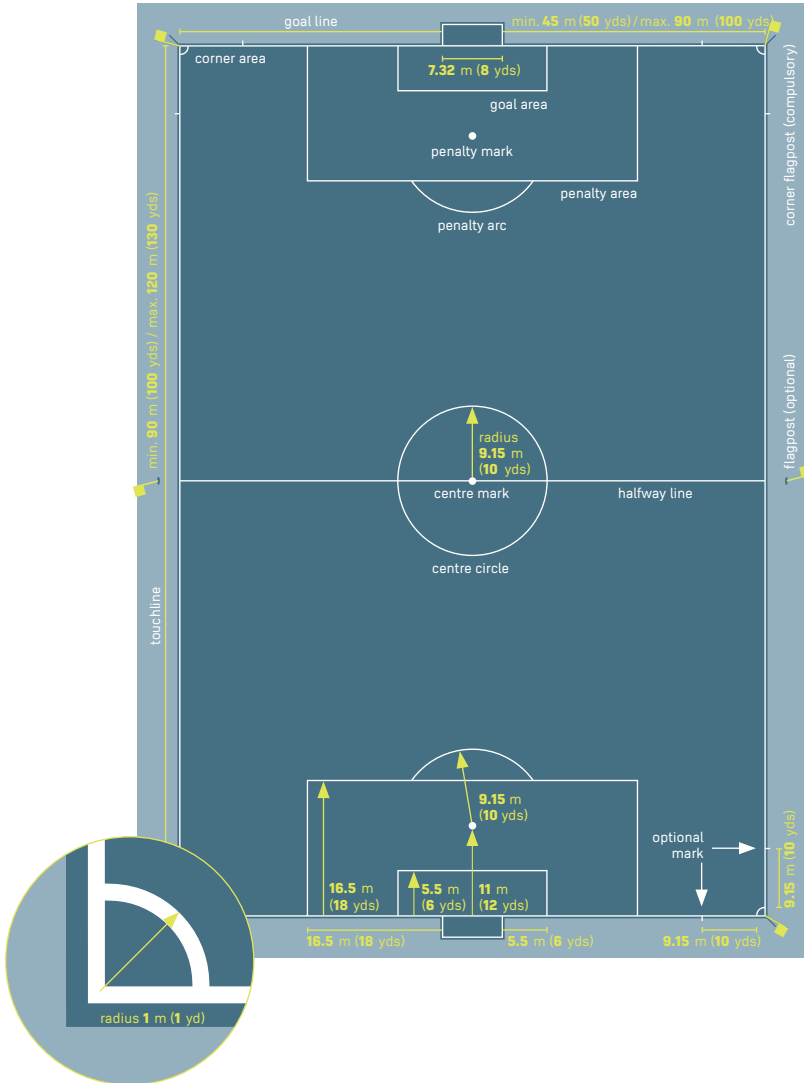 goal line
min. 45 m (50 yds) / max. 90 m (100 yds)
corner area
7.32 m (8 yds)
goal area
penalty mark
penalty area
penalty arc
corner flagpost (compulsory)
min. 90 m (100 yds) / max. 120 m (130 yds)
flagpost (optional)
radius
9.15 m
(10 yds)
centre mark
halfway line
centre circle
touchline
9.15 m
(10 yds)
optional
mark
9.15 m (10 yds)
16.5 m
(18 yds)
5.5 m
(6 yds)
11 m
(12 yds)
16.5 m (18 yds)
5.5 m (6 yds)
9.15 m (10 yds)
radius 1 m (1 yd)